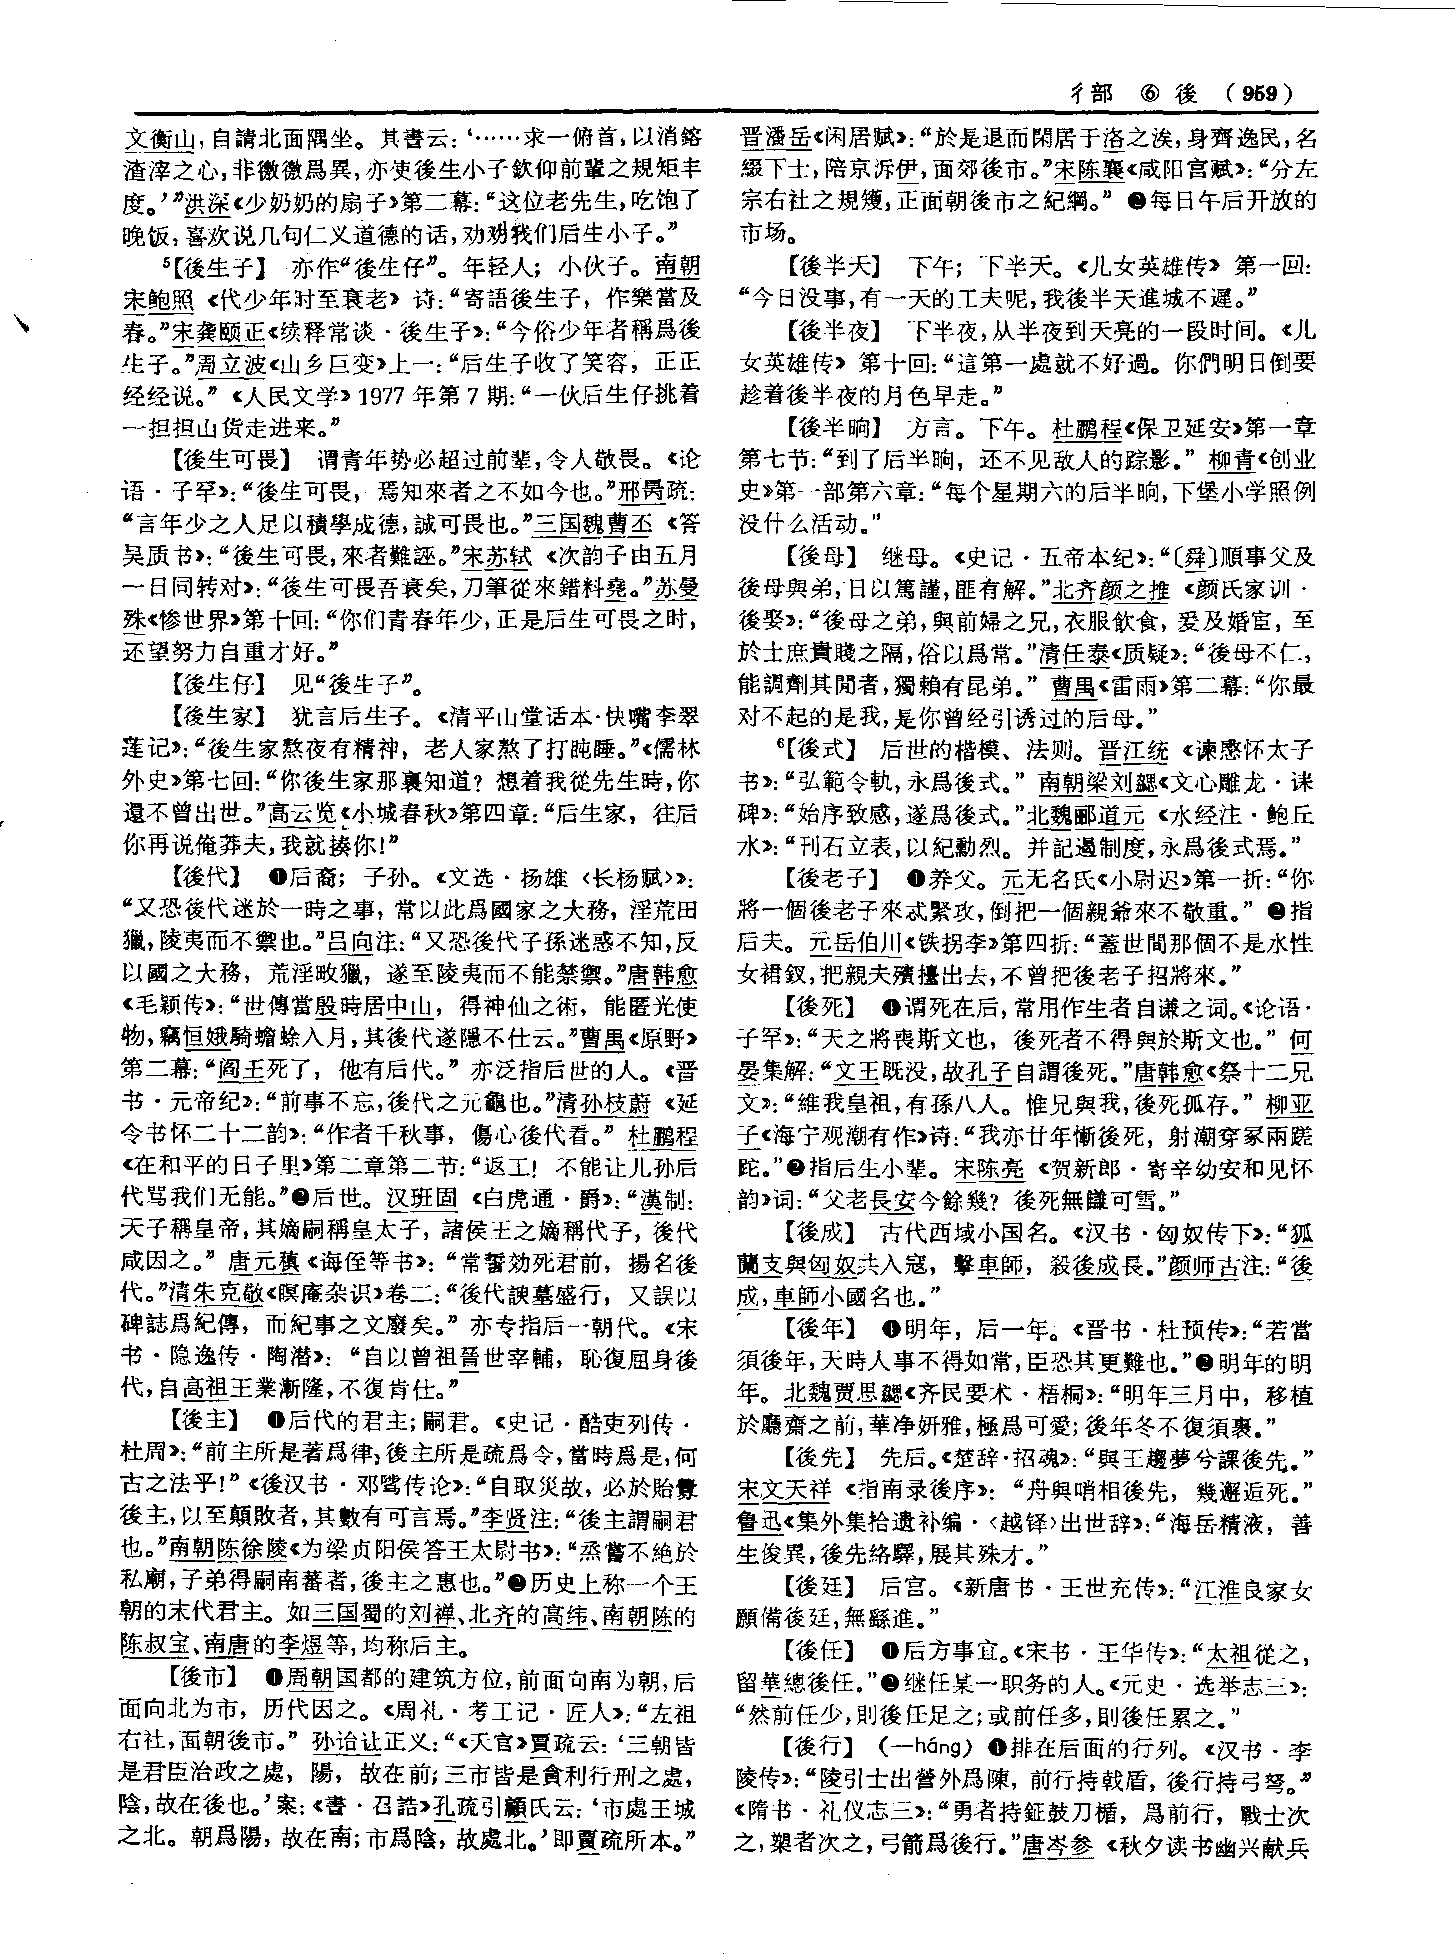 彳部 ⑥ 後 （959）
文衡山，自請北面隅坐。其書云：‘……求一俯首，以消鎔
渣滓之心，非微微爲異，亦使後生小子欽仰前輩之規矩丰
度。’”洪深《少奶奶的扇子》第二幕：“这位老先生，吃饱了
晚饭，喜欢说几句仁义道德的话，劝劝我们后生小子。”
⁵【後生子】 亦作“後生仔”。年轻人；小伙子。南朝
宋鲍照《代少年时至衰老》诗：“寄語後生子，作樂當及
春。”宋龚颐正《续释常谈·後生子》：“今俗少年者稱爲後
生子。”周立波《山乡巨变》上一：“后生子收了笑容，正正
经经说。”《人民文学》1977年第7期：“一伙后生仔挑着
一担担山货走进来。”
【後生可畏】 谓青年势必超过前辈，令人敬畏。《论
语·子罕》：“後生可畏，焉知來者之不如今也。”邢昺疏：
“言年少之人足以積學成德，誠可畏也。”三国魏曹丕《答
吴质书》：“後生可畏，來者難誣。”宋苏轼《次韵子由五月
一日同转对》：“後生可畏吾衰矣，刀筆從來錯料堯。”苏曼
殊《惨世界》第十回：“你们青春年少，正是后生可畏之时，
还望努力自重才好。”
【後生仔】 见“後生子”。
【後生家】 犹言后生子。《清平山堂话本·快嘴李翠
莲记》：“後生家熬夜有精神，老人家熬了打盹睡。”《儒林
外史》第七回：“你後生家那裏知道？想着我從先生時，你
還不曾出世。”高云览《小城春秋》第四章：“后生家，往后
你再说俺莽夫，我就揍你！”
【後代】 ❶后裔；子孙。《文选·杨雄〈长杨赋〉》：
“又恐後代迷於一時之事，常以此爲國家之大務，淫荒田
獵，陵夷而不禦也。”吕向注：“又恐後代子孫迷惑不知，反
以國之大務，荒淫畋獵，遂至陵夷而不能禁禦。”唐韩愈
《毛颖传》：“世傳當殷時居中山，得神仙之術，能匿光使
物，竊恒娥騎蟾蜍入月，其後代遂隱不仕云。”曹禺《原野》
第二幕：“阎王死了，他有后代。”亦泛指后世的人。《晋
书·元帝纪》：“前事不忘，後代之元龜也。”清孙枝蔚《延
令书怀二十二韵》：“作者千秋事，傷心後代看。”杜鹏程
《在和平的日子里》第二章第二节：“返工！不能让儿孙后
代骂我们无能。”❷后世。汉班固《白虎通·爵》：“漢制：
天子稱皇帝，其嫡嗣稱皇太子，諸侯王之嫡稱代子，後代
咸因之。”唐元稹《诲侄等书》：“常誓効死君前，揚名後
代。”清朱克敬《暝庵杂识》卷二：“後代諛墓盛行，又誤以
碑誌爲紀傳，而紀事之文廢矣。”亦专指后一朝代。《宋
书·隐逸传·陶潜》：“自以曾祖晉世宰輔，恥復屈身後
代，自高祖王業漸隆，不復肯仕。”
【後主】 ❶后代的君主；嗣君。《史记·酷吏列传·
杜周》：“前主所是著爲律，後主所是疏爲令，當時爲是，何
古之法乎！”《後汉书·邓骘传论》：“自取災故，必於貽釁
後主，以至顛敗者，其數有可言焉。”李贤注：“後主謂嗣君
也。”南朝陈徐陵《为梁贞阳侯答王太尉书》：“烝嘗不絶於
私廟，子弟得嗣南蕃者，後主之惠也。”❷历史上称一个王
朝的末代君主。如三国蜀的刘禅、北齐的高纬、南朝陈的
陈叔宝、南唐的李煜等，均称后主。
【後市】 ❶周朝国都的建筑方位，前面向南为朝，后
面向北为市，历代因之。《周礼·考工记·匠人》：“左祖
右社，面朝後市。”孙诒让正义：“《天官》賈疏云：‘三朝皆
是君臣治政之處，陽，故在前；三市皆是貪利行刑之處，
陰，故在後也。’案：《書·召誥》孔疏引顧氏云：‘市處王城
之北。朝爲陽，故在南；市爲陰，故處北。’即賈疏所本。”
晋潘岳《闲居赋》：“於是退而閑居于洛之涘，身齊逸民，名
綴下士，陪京泝伊，面郊後市。”宋陈襄《咸阳宫赋》：“分左
宗右社之規矱，正面朝後市之紀綱。”❷每日午后开放的
市场。
【後半天】 下午；下半天。《儿女英雄传》第一回：
“今日没事，有一天的工夫呢，我後半天進城不遲。”
【後半夜】 下半夜，从半夜到天亮的一段时间。《儿
女英雄传》第十回：“這第一處就不好過。你們明日倒要
趁着後半夜的月色早走。”
【後半晌】 方言。下午。杜鹏程《保卫延安》第一章
第七节：“到了后半晌，还不见敌人的踪影。”柳青《创业
史》第一部第六章：“每个星期六的后半晌，下堡小学照例
没什么活动。”
【後母】 继母。《史记·五帝本纪》：“〔舜〕順事父及
後母與弟，日以篤謹，匪有解。”北齐颜之推《颜氏家训·
後娶》：“後母之弟，與前婦之兄，衣服飲食，爰及婚宦，至
於士庶貴賤之隔，俗以爲常。”清任泰《质疑》：“後母不仁，
能調劑其間者，獨賴有昆弟。”曹禺《雷雨》第二幕：“你最
对不起的是我，是你曾经引诱过的后母。”
⁶【後式】 后世的楷模、法则。晋江统《谏愍怀太子
书》：“弘範令軌，永爲後式。”南朝梁刘勰《文心雕龙·诔
碑》：“始序致感，遂爲後式。”北魏郦道元《水经注·鲍丘
水》：“刊石立表，以紀勳烈。并記遏制度，永爲後式焉。”
【後老子】 ❶养父。元无名氏《小尉迟》第一折：“你
將一個後老子來忒緊攻，倒把一個親爺來不敬重。”❷指
后夫。元岳伯川《铁拐李》第四折：“蓋世間那個不是水性
女裙釵，把親夫殯擡出去，不曾把後老子招將來。”
【後死】 ❶谓死在后，常用作生者自谦之词。《论语·
子罕》：“天之將喪斯文也，後死者不得與於斯文也。”何
晏集解：“文王既没，故孔子自謂後死。”唐韩愈《祭十二兄
文》：“維我皇祖，有孫八人。惟兄與我，後死孤存。”柳亚
子《海宁观潮有作》诗：“我亦廿年慚後死，射潮穿冢兩蹉
跎。”❷指后生小辈。宋陈亮《贺新郎·寄辛幼安和见怀
韵》词：“父老長安今餘幾？後死無讎可雪。”
【後成】 古代西域小国名。《汉书·匈奴传下》：“狐
蘭支與匈奴共入寇，擊車師，殺後成長。”颜师古注：“後
成，車師小國名也。”
【後年】 ❶明年，后一年。《晋书·杜预传》：“若當
須後年，天時人事不得如常，臣恐其更難也。”❷明年的明
年。北魏贾思勰《齐民要术·梧桐》：“明年三月中，移植
於廳齋之前，華净妍雅，極爲可愛；後年冬不復須裹。”
【後先】 先后。《楚辞·招魂》：“與王趨夢兮課後先。”
宋文天祥《指南录後序》：“舟與哨相後先，幾邂逅死。”
鲁迅《集外集拾遗补编·〈越铎〉出世辞》：“海岳精液，善
生俊異，後先络驛，展其殊才。”
【後廷】 后宫。《新唐书·王世充传》：“江淮良家女
願備後廷，無繇進。”
【後任】 ❶后方事宜。《宋书·王华传》：“太祖從之，
留華總後任。”❷继任某一职务的人。《元史·选举志三》：
“然前任少，則後任足之；或前任多，則後任累之。”
【後行】（—háng）❶排在后面的行列。《汉书·李
陵传》：“陵引士出營外爲陳，前行持戟盾，後行持弓弩。”
《隋书·礼仪志三》：“勇者持鉦鼓刀楯，爲前行，戰士次
之，槊者次之，弓箭爲後行。”唐岑参《秋夕读书幽兴献兵